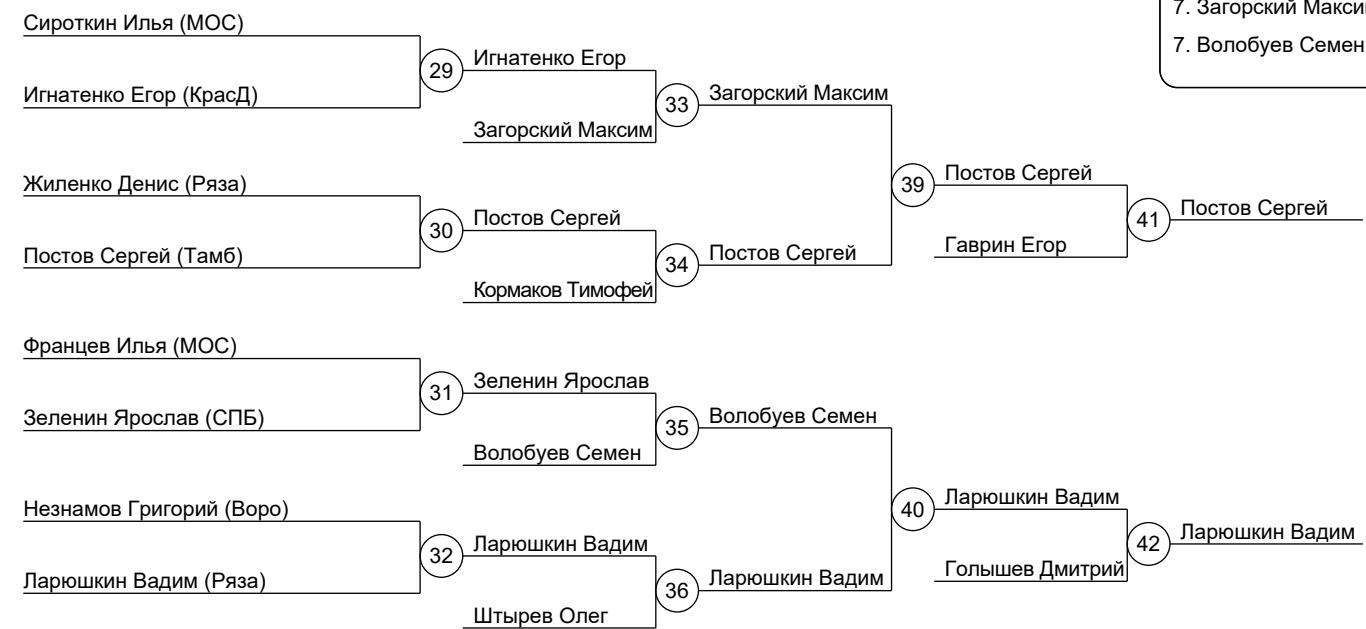 7. Загорский
7. Волобуев Семен
Сироткин Илья (МОС)
29
Игнатенко Егор
Игнатенко Егор (КрасД)
33
Загорский Максим
Загорский Максим
Жиленко Денис (Ряза)
39
Постов Сергей
30
Постов Сергей
41
Постов Сергей
Постов Сергей (Тамб)
34
Постов Сергей
Гаврин Егор
Кормаков Тимофей
Францев Илья (МОС)
31
Зеленин Ярослав
Зеленин Ярослав (СПБ)
35
Волобуев Семен
Волобуев Семен
Незнамов Григорий (Воро)
40
Ларюшкин Вадим
32
Ларюшкин Вадим
42
Ларюшкин Вадим
Ларюшкин Вадим (Ряза)
36
Ларюшкин Вадим
Голышев Дмитрий
Штырев Олег